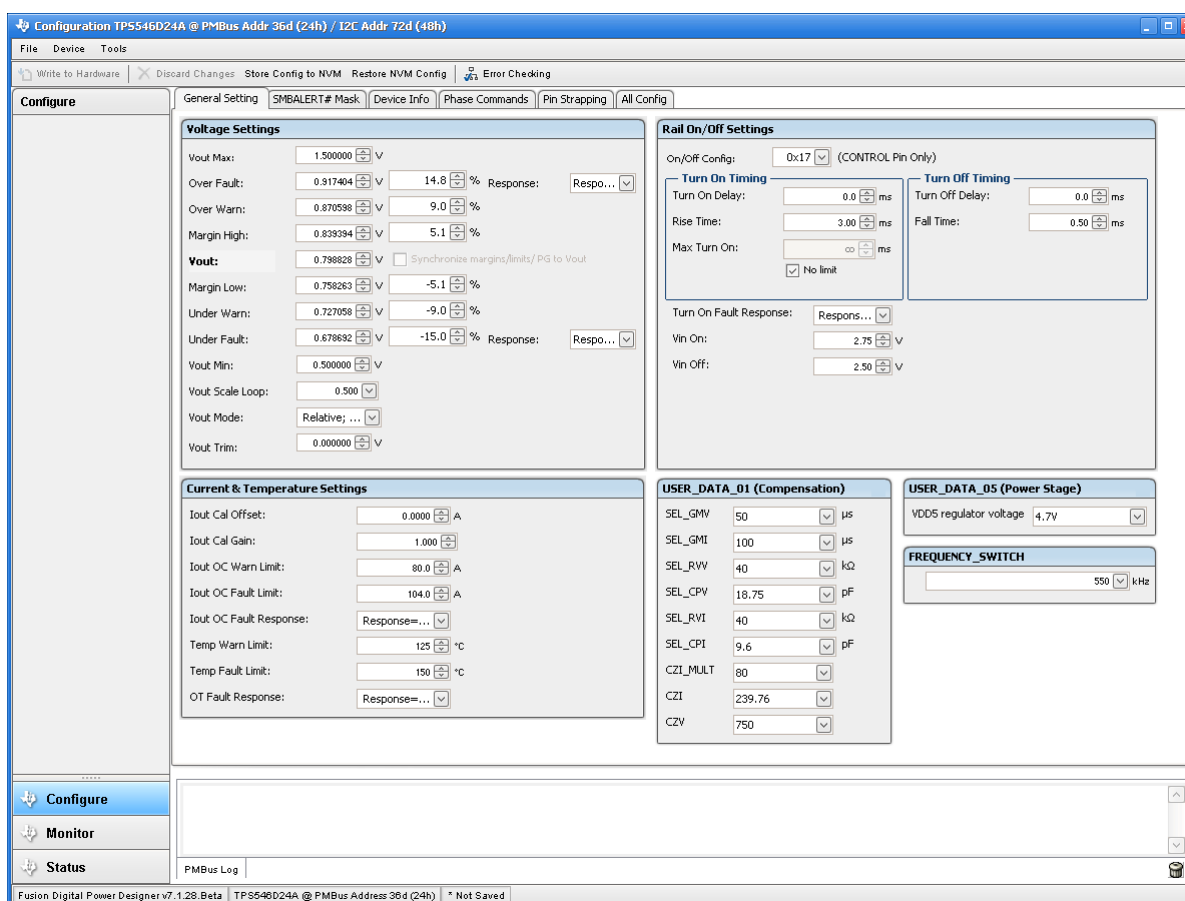 Configuration TPS546D24A @ PMBus Addr 36d (24h) / I2C Addr 72d (48h)
File Device Tools
Write to Hardware Discard Changes Store Config to NVM Restore NVM Config Error Checking
Configure
General Setting SMBALERT# Mask Device Info Phase Commands Pin Strapping All Config
Voltage Settings
Vout Max: 1.500000 V
Over Fault: 0.917404 V 14.8 % Response: Respo...
Over Warn: 0.870598 V 9.0 %
Margin High: 0.839394 V 5.1 %
Vout: 0.798828 V Synchronize margins/limits/ PG to Vout
Margin Low: 0.758263 V -5.1 %
Under Warn: 0.727058 V -9.0 %
Under Fault: 0.678692 V -15.0 % Response: Respo...
Vout Min: 0.500000 V
Vout Scale Loop: 0.500
Vout Mode: Relative; ...
Vout Trim: 0.000000 V
Rail On/Off Settings
On/Off Config: 0x17 (CONTROL Pin Only)
Turn On Timing
Turn On Delay: 0.0 ms
Rise Time: 3.00 ms
Max Turn On: ∞ ms
No limit
Turn Off Timing
Turn Off Delay: 0.0 ms
Fall Time: 0.50 ms
Turn On Fault Response: Respons...
Vin On: 2.75 V
Vin Off: 2.50 V
Current & Temperature Settings
Iout Cal Offset: 0.0000 A
Iout Cal Gain: 1.000
Iout OC Warn Limit: 80.0 A
Iout OC Fault Limit: 104.0 A
Iout OC Fault Response: Response=...
Temp Warn Limit: 125 °C
Temp Fault Limit: 150 °C
OT Fault Response: Response=...
USER_DATA_01 (Compensation)
SEL_GMV 50 µs
SEL_GMI 100 µs
SEL_RVV 40 kΩ
SEL_CPV 18.75 pF
SEL_RVI 40 kΩ
SEL_CPI 9.6 pF
CZI_MULT 80
CZI 239.76
CZV 750
USER_DATA_05 (Power Stage)
VDD5 regulator voltage 4.7V
FREQUENCY_SWITCH
550 kHz
Configure
Monitor
Status
PMBus Log
Fusion Digital Power Designer v7.1.28.Beta TPS546D24A @ PMBus Address 36d (24h) * Not Saved